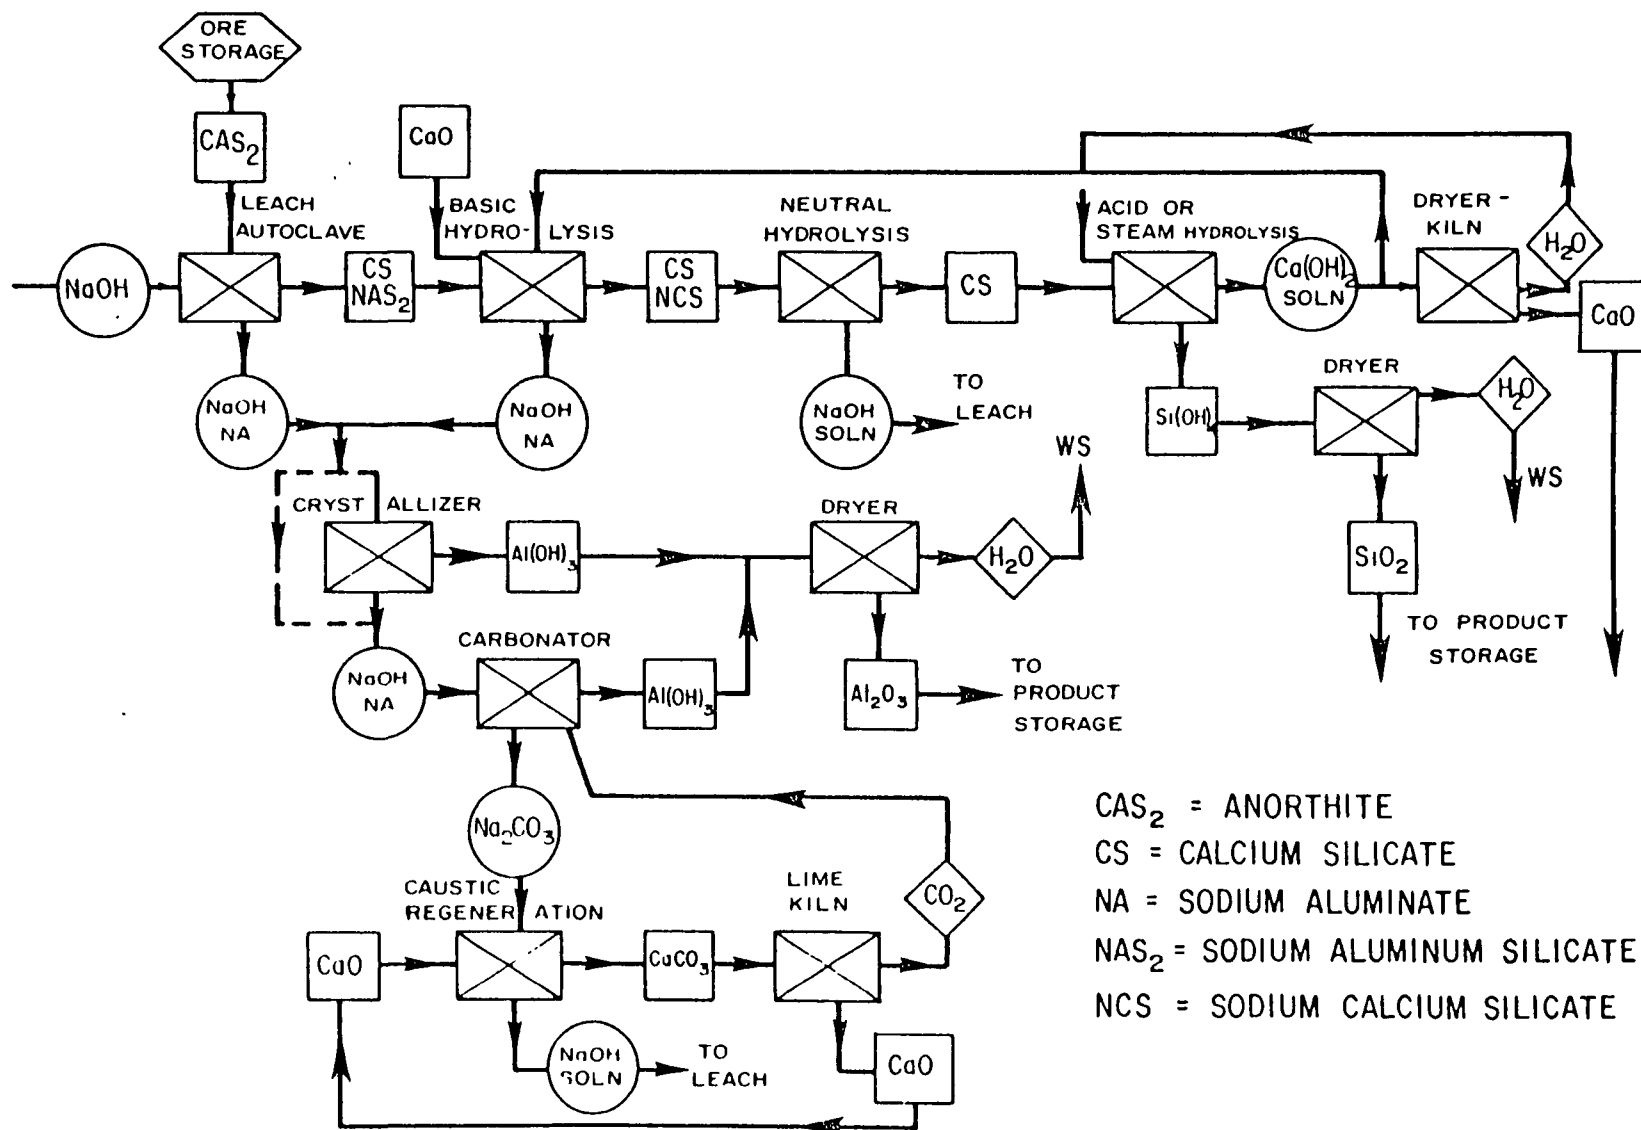 ORE
STORAGE
CAS2
CaO
LEACH
AUTOCLAVE
BASIC
HYDRO-LYSIS
NEUTRAL
HYDROLYSIS
ACID OR
STEAM HYDROLYSIS
DRYER-
KILN
H2O
NaOH
CS
NAS2
CS
NCS
CS
Ca(OH)2
SOLN
CaO
NaOH
NA
NaOH
NA
NaOH
SOLN
TO
LEACH
Si(OH)4
DRYER
H2O
WS
SiO2
TO PRODUCT
STORAGE
CRYSTALLIZER
Al(OH)3
DRYER
H2O
WS
NaOH
NA
CARBONATOR
Al(OH)3
Al2O3
TO
PRODUCT
STORAGE
Na2CO3
CAUSTIC
REGENERATION
LIME
KILN
CO2
CaO
CaCO3
NaOH
SOLN
TO
LEACH
CaO
CAS2 = ANORTHITE
CS = CALCIUM SILICATE
NA = SODIUM ALUMINATE
NAS2 = SODIUM ALUMINUM SILICATE
NCS = SODIUM CALCIUM SILICATE